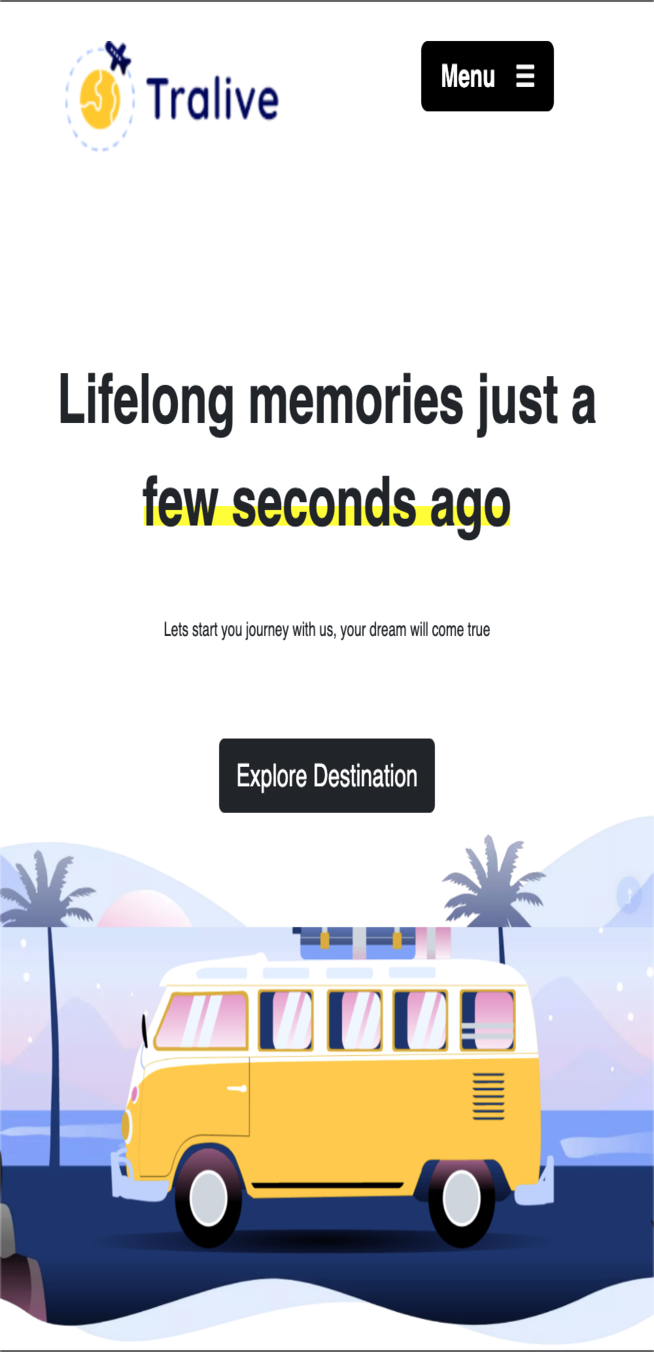 Tralive
Menu
Lifelong memories just a
few seconds ago
Lets start you journey with us, your dream will come true
Explore Destination